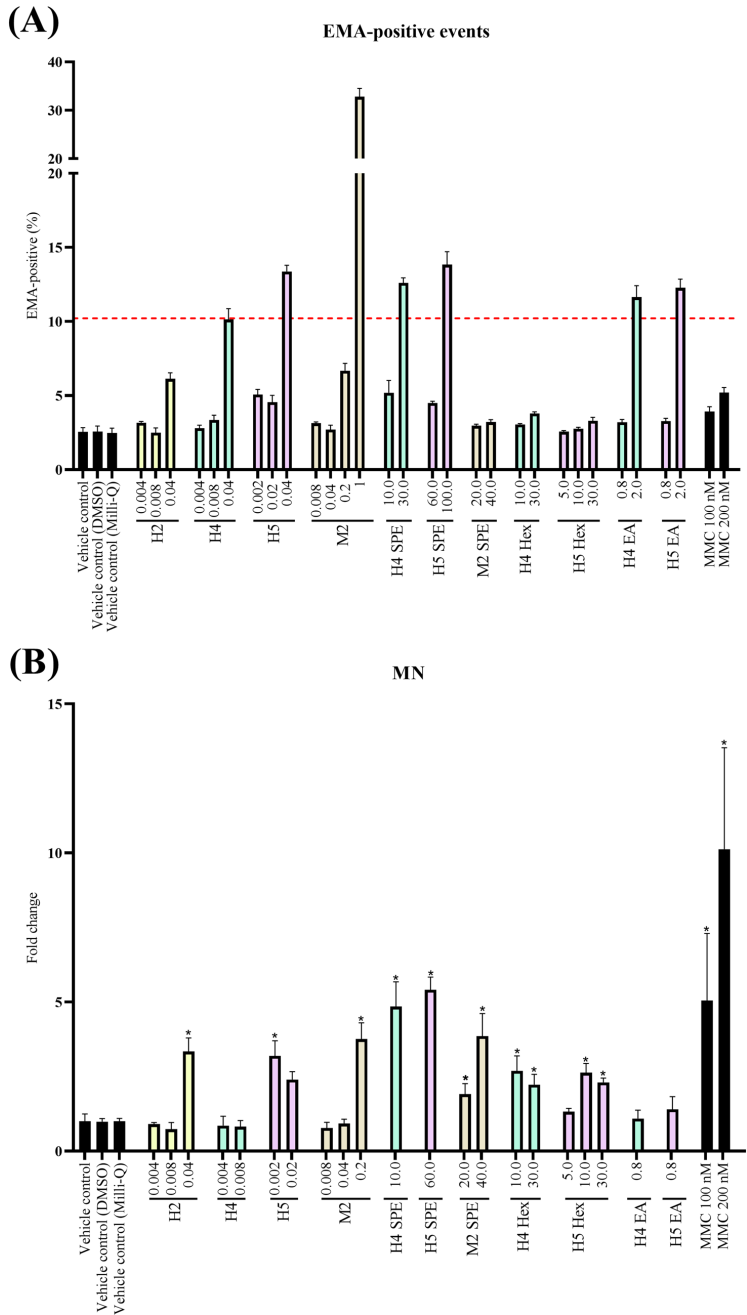 (A)
EMA-positive events
EMA-positive (%)
40
30
20
20
15
10
5
0
Vehicle control
Vehicle control (DMSO)
Vehicle control (Milli-Q)
0.004
0.008
0.04
H2
0.004
0.008
0.04
H4
0.002
0.02
0.04
H5
0.008
0.04
0.2
1
M2
10.0
30.0
H4 SPE
60.0
100.0
H5 SPE
20.0
40.0
M2 SPE
10.0
30.0
H4 Hex
5.0
10.0
30.0
H5 Hex
0.8
2.0
H4 EA
0.8
2.0
H5 EA
MMC 100 nM
MMC 200 nM
(B)
MN
Fold change
15
10
5
0
* * * * * * * * * * * * *
Vehicle control
Vehicle control (DMSO)
Vehicle control (Milli-Q)
0.004
0.008
0.04
H2
0.004
0.008
H4
0.002
0.02
H5
0.008
0.04
0.2
M2
10.0
H4 SPE
60.0
H5 SPE
20.0
40.0
M2 SPE
10.0
30.0
H4 Hex
5.0
10.0
30.0
H5 Hex
0.8
H4 EA
0.8
H5 EA
MMC 100 nM
MMC 200 nM